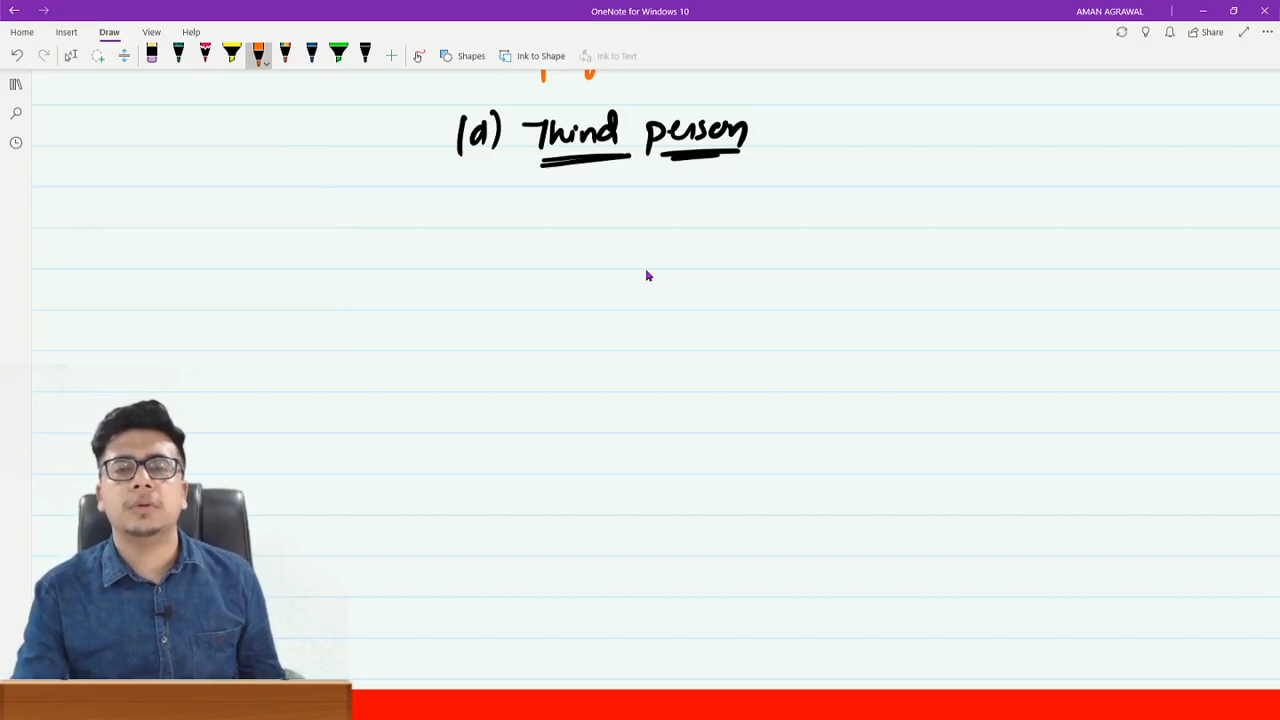 OneNote for Windows 10
AMAN AGRAWAL
Home Insert Draw View Help
Share
Shapes Ink to Shape Ink to Text
(d) Third person